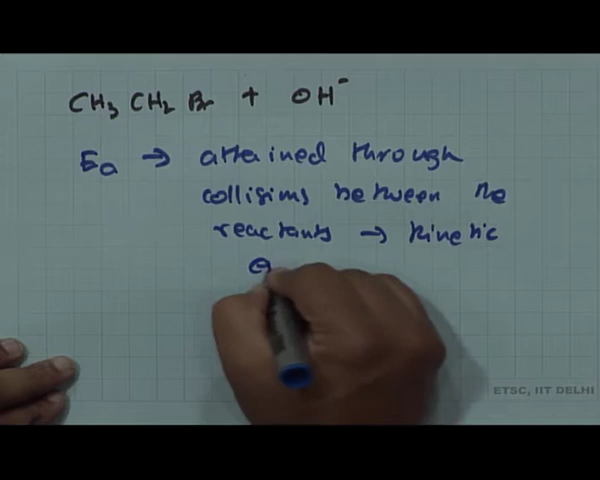 CH3 CH2 Br + OH-
Ea → attained through
collisions between the
reactants → kinetic
e
ETSC, IIT DELHI